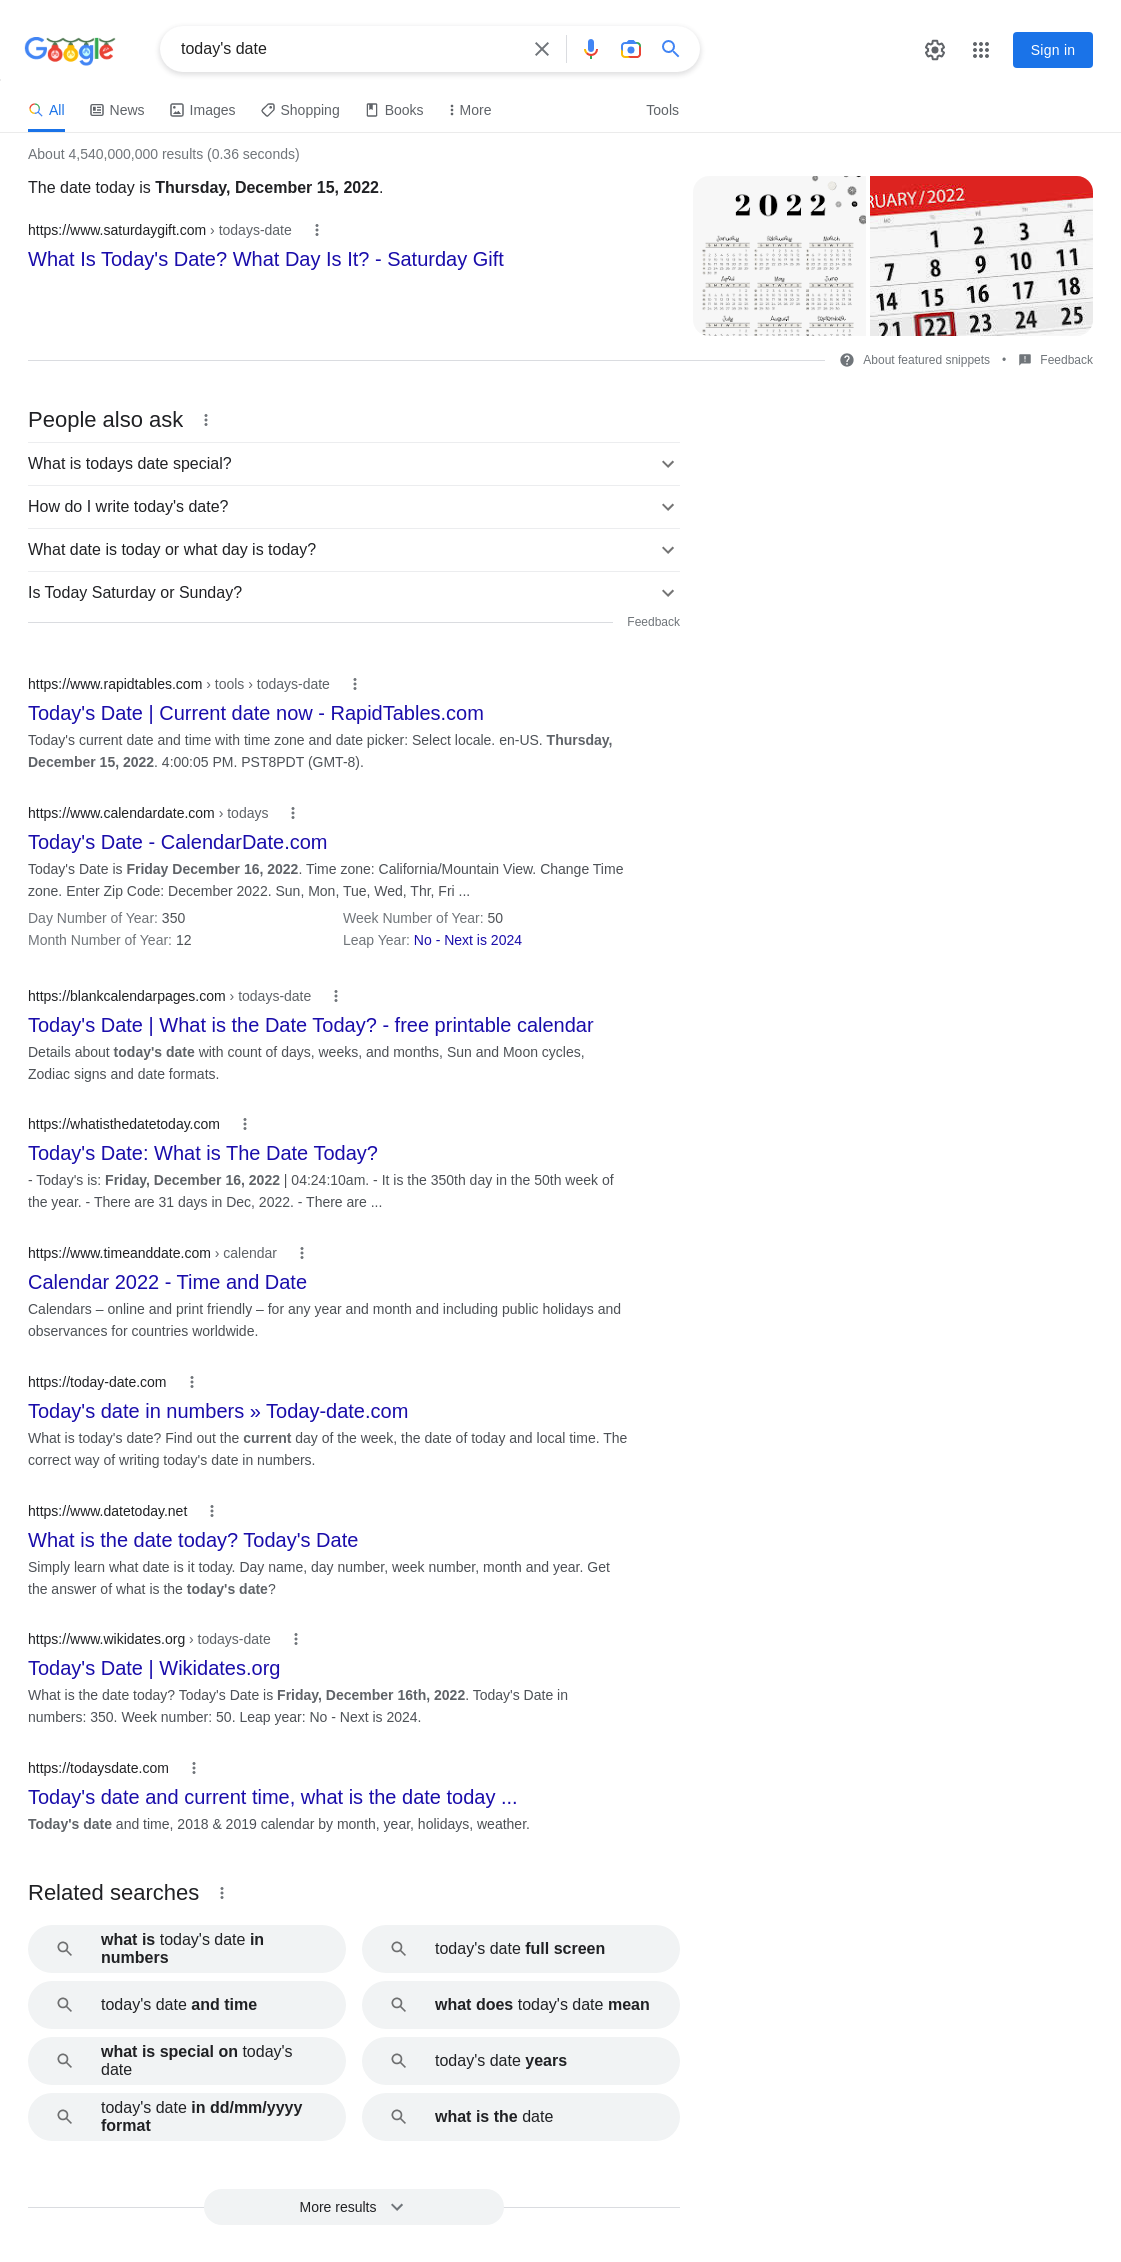 Google
today's date
Sign in
All
News
Images
Shopping
Books
More
Tools
About 4,540,000,000 results (0.36 seconds)
The date today is Thursday, December 15, 2022.
https://www.saturdaygift.com › todays-date
What Is Today's Date? What Day Is It? - Saturday Gift
2022
January February March
April May June
July August September
RUARY/2022
1 2 3 4
7 8 9 10 11
14 15 16 17 18
21 22 23 24 25
About featured snippets • Feedback
People also ask
What is todays date special?
How do I write today's date?
What date is today or what day is today?
Is Today Saturday or Sunday?
Feedback
https://www.rapidtables.com › tools › todays-date
Today's Date | Current date now - RapidTables.com
Today's current date and time with time zone and date picker: Select locale. en-US. Thursday,
December 15, 2022. 4:00:05 PM. PST8PDT (GMT-8).
https://www.calendardate.com › todays
Today's Date - CalendarDate.com
Today's Date is Friday December 16, 2022. Time zone: California/Mountain View. Change Time
zone. Enter Zip Code: December 2022. Sun, Mon, Tue, Wed, Thr, Fri ...
Day Number of Year: 350 Week Number of Year: 50
Month Number of Year: 12 Leap Year: No - Next is 2024
https://blankcalendarpages.com › todays-date
Today's Date | What is the Date Today? - free printable calendar
Details about today's date with count of days, weeks, and months, Sun and Moon cycles,
Zodiac signs and date formats.
https://whatisthedatetoday.com
Today's Date: What is The Date Today?
- Today's is: Friday, December 16, 2022 | 04:24:10am. - It is the 350th day in the 50th week of
the year. - There are 31 days in Dec, 2022. - There are ...
https://www.timeanddate.com › calendar
Calendar 2022 - Time and Date
Calendars – online and print friendly – for any year and month and including public holidays and
observances for countries worldwide.
https://today-date.com
Today's date in numbers » Today-date.com
What is today's date? Find out the current day of the week, the date of today and local time. The
correct way of writing today's date in numbers.
https://www.datetoday.net
What is the date today? Today's Date
Simply learn what date is it today. Day name, day number, week number, month and year. Get
the answer of what is the today's date?
https://www.wikidates.org › todays-date
Today's Date | Wikidates.org
What is the date today? Today's Date is Friday, December 16th, 2022. Today's Date in
numbers: 350. Week number: 50. Leap year: No - Next is 2024.
https://todaysdate.com
Today's date and current time, what is the date today ...
Today's date and time, 2018 & 2019 calendar by month, year, holidays, weather.
Related searches
what is today's date in
numbers
today's date full screen
today's date and time
what does today's date mean
what is special on today's
date
today's date years
today's date in dd/mm/yyyy
format
what is the date
More results